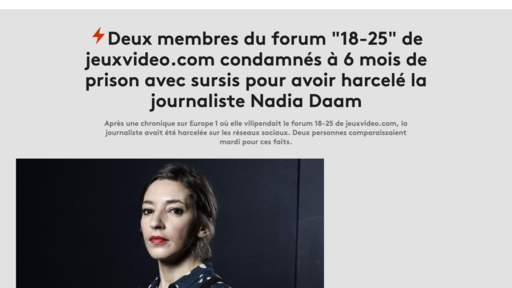 Deux membres du forum "18-25" de
jeuxvideo.com condamnés à 6 mois de
prison avec sursis pour avoir harcelé la
journaliste Nadia Daam
Après une chronique sur Europe 1 où elle vilipendait le forum 18-25 de jeuxvideo.com, la
journaliste avait été harcelée sur les réseaux sociaux. Deux personnes comparaissaient
mardi pour ces faits.